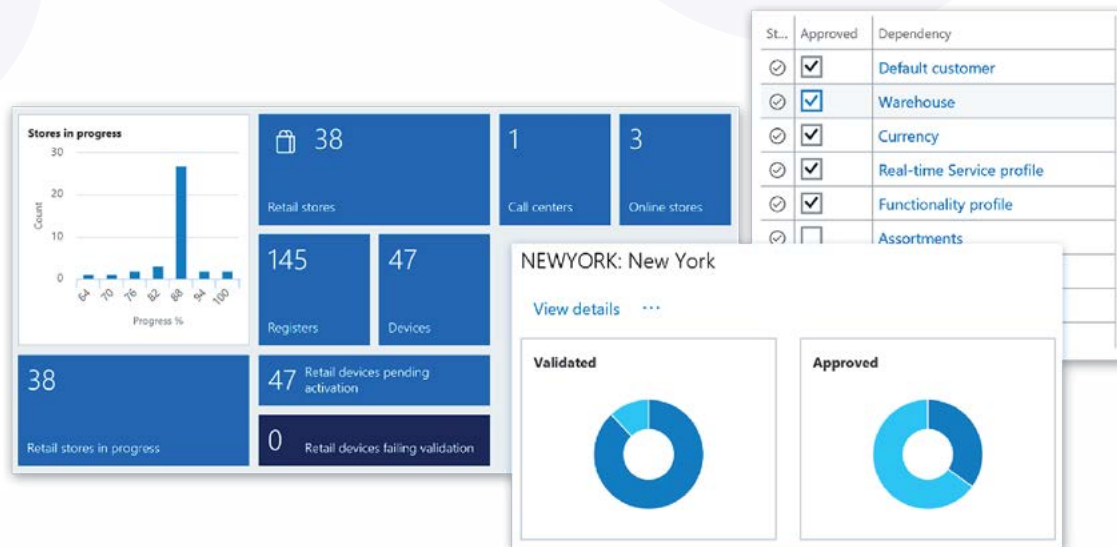 Stores in progress
30
20
10
0
Count
64
70
76
82
88
94
100
Progress %
38
Retail stores
1
Call centers
3
Online stores
145
Registers
47
Devices
38
Retail stores in progress
47 Retail devices pending
activation
0 Retail devices failing validation
St... Approved Dependency
Default customer
Warehouse
Currency
Real-time Service profile
Functionality profile
Assortments
NEWYORK: New York
View details ...
Validated
Approved